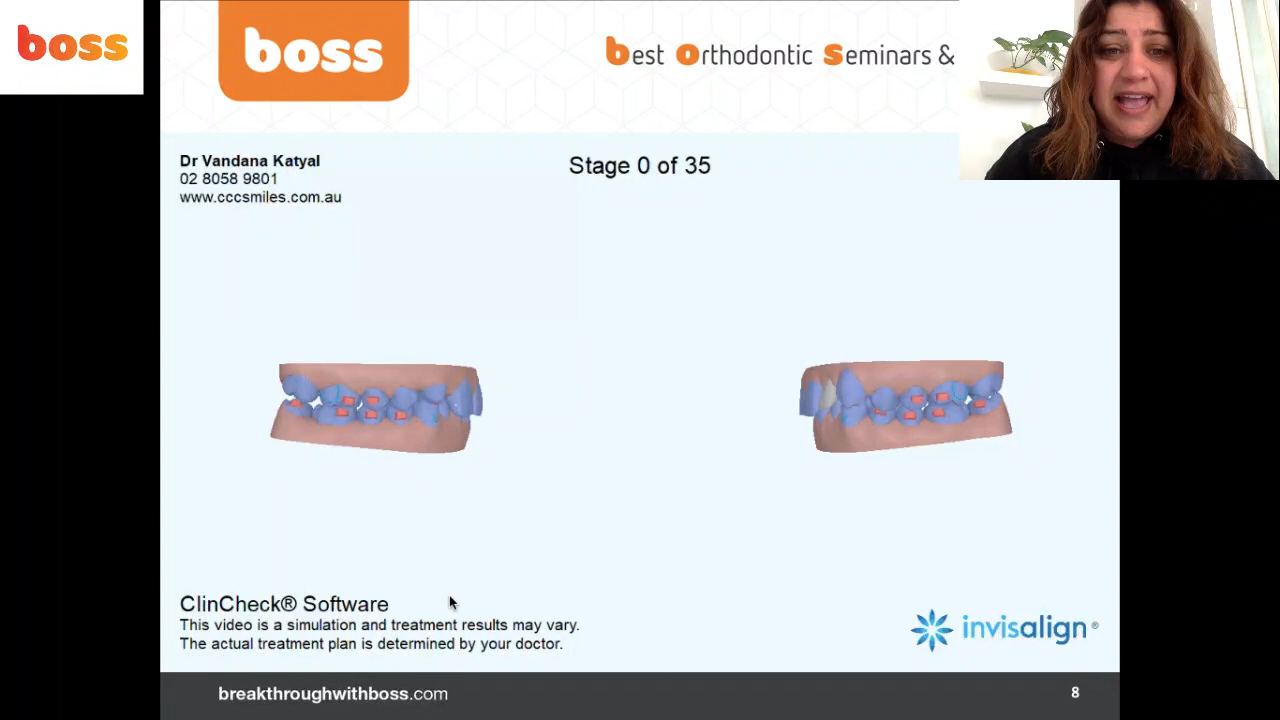 boss
boss
best Orthodontic Seminars &
Dr Vandana Katyal
02 8058 9801
www.cccsmiles.com.au
Stage 0 of 35
ClinCheck® Software
This video is a simulation and treatment results may vary.
The actual treatment plan is determined by your doctor.
invisalign®
breakthroughwithboss.com
8